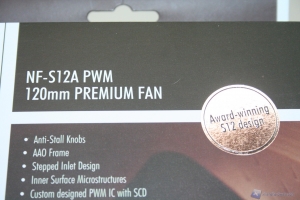 NF-S12A PWM
120mm PREMIUM FAN
Award-winning
S12 design
• Anti-Stall Knobs
• AAO Frame
• Stepped Inlet Design
• Inner Surface Microstructures
• Custom designed PWM IC with SCD